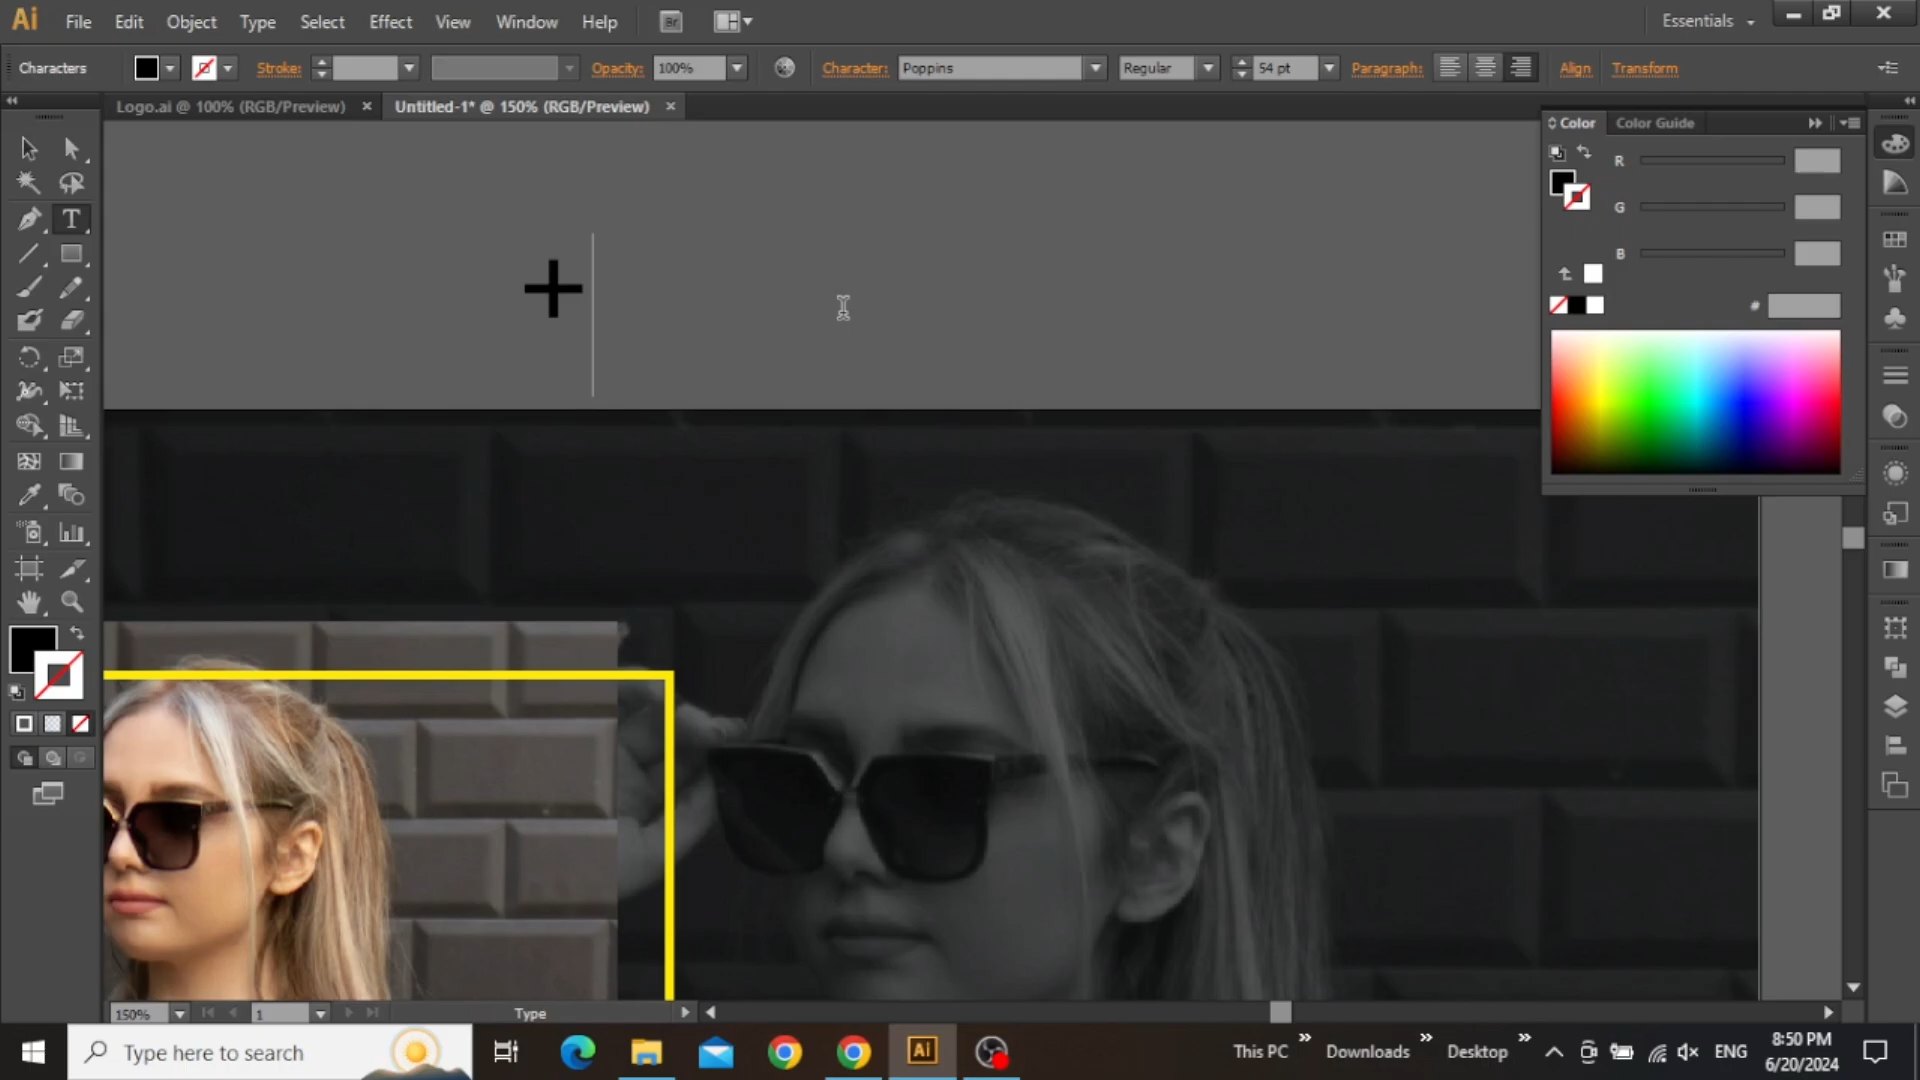 Ai File Edit Object Type Select Effect View Window Help Br Essentials
Characters Stroke: Opacity: 100% Character: Poppins Regular 54 pt Paragraph: Align Transform
Logo.ai @ 100% (RGB/Preview) × Untitled-1* @ 150% (RGB/Preview) ×
Color Color Guide
R
G
B
#
T
+
150% 1 Type
Type here to search Ai This PC » Downloads » Desktop » ENG 8:50 PM
6/20/2024